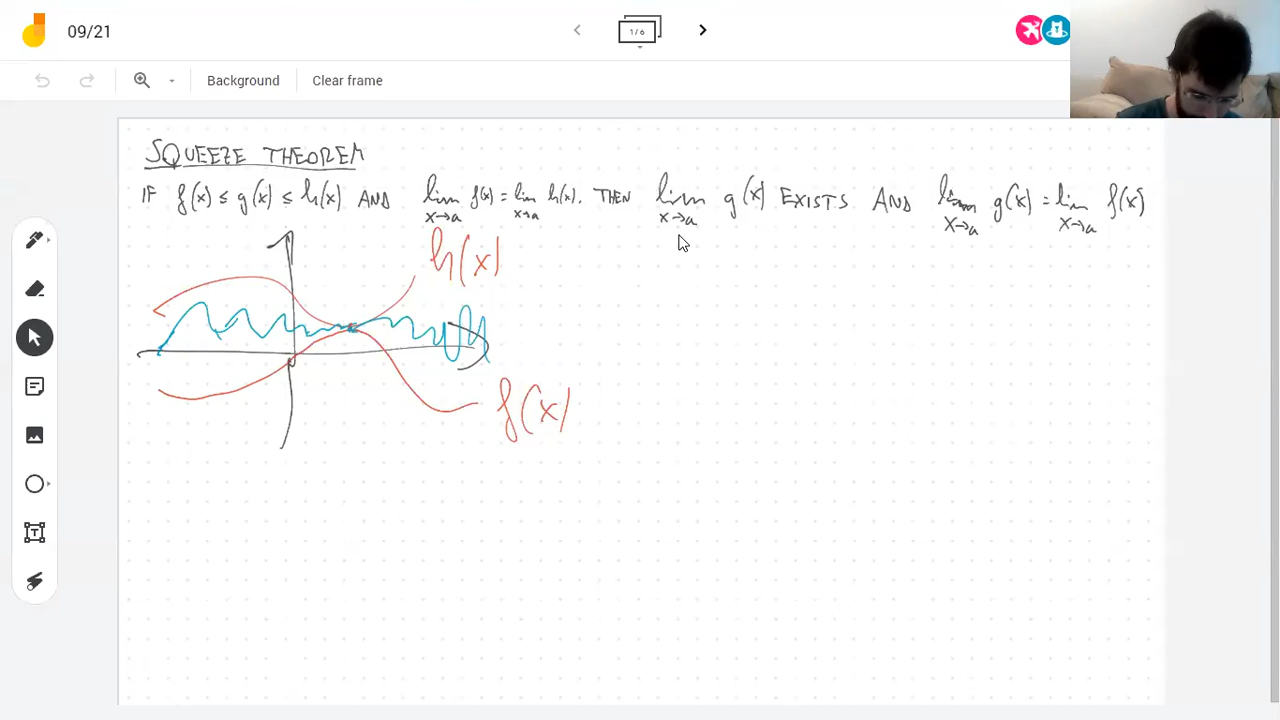 09/21
1/6
Background
Clear frame
SQUEEZE THEOREM
IF f(x) ≤ g(x) ≤ h(x) AND lim x→a f(x) = lim x→a h(x). THEN lim x→a g(x) EXISTS AND lim x→a g(x) = lim x→a f(x)
h(x)
f(x)